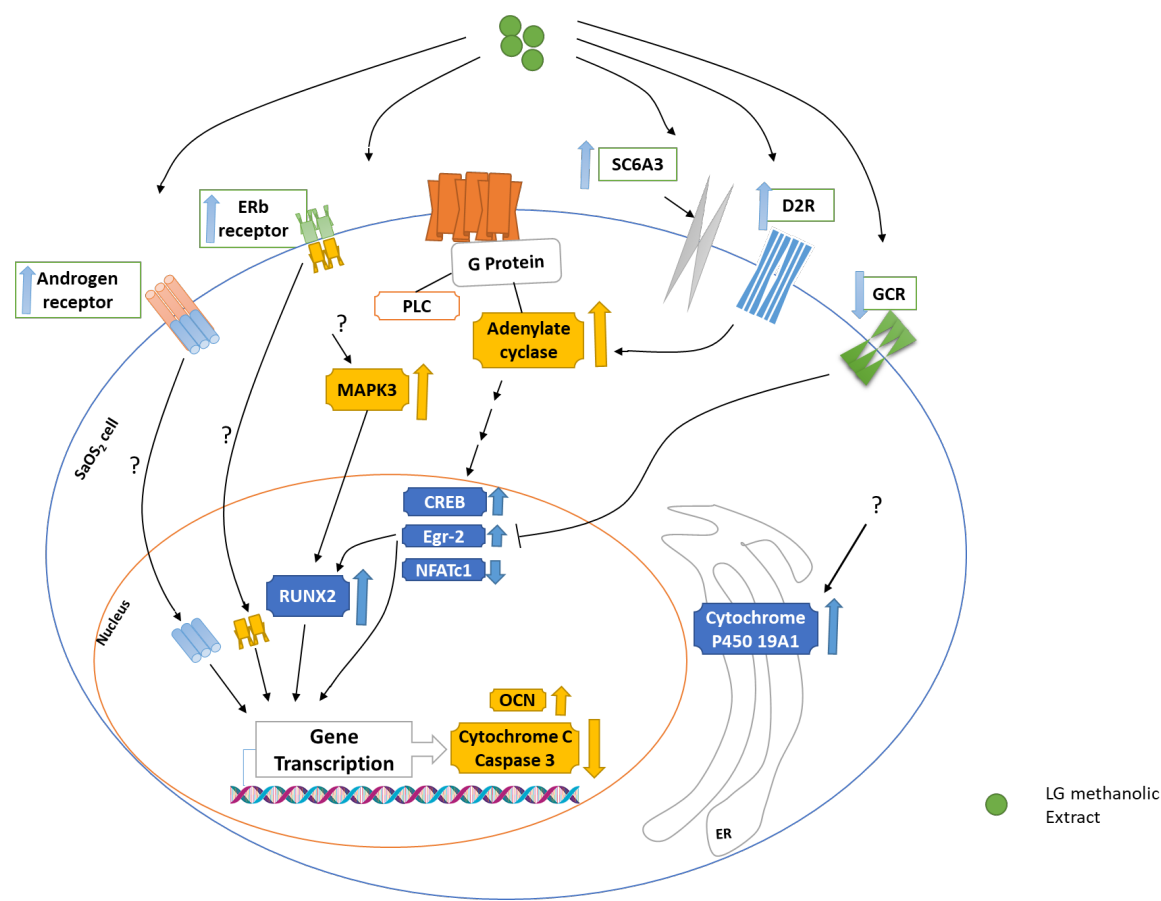 SC6A3
ERb
receptor
D2R
G Protein
Androgen
receptor
PLC
GCR
?
Adenylate
cyclase
MAPK3
?
SaOS2 cell
?
CREB
?
Egr-2
NFATc1
RUNX2
Nucleus
Cytochrome
P450 19A1
OCN
Gene
Transcription
Cytochrome C
Caspase 3
LG methanolic
Extract
ER